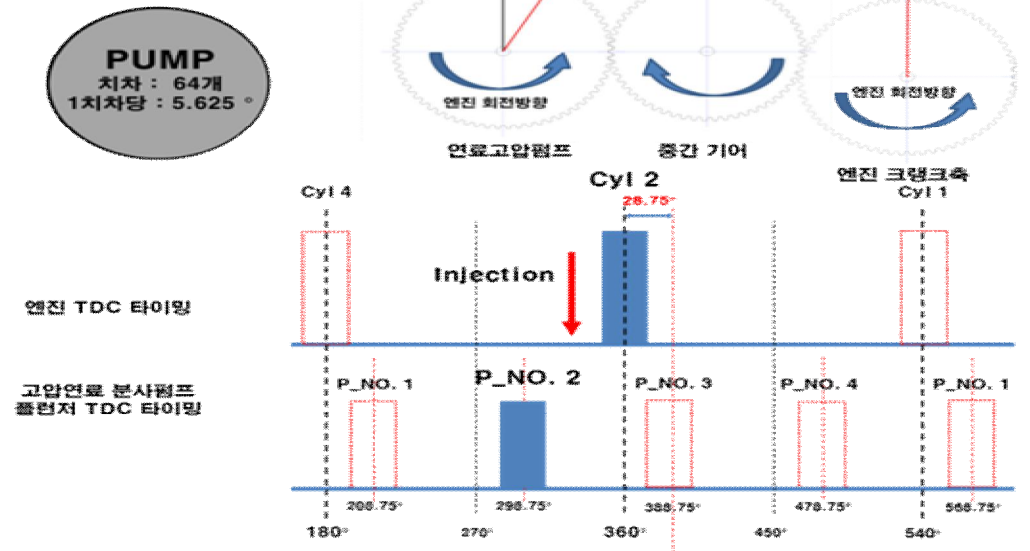 PUMP
치차 : 64개
1치차당 : 5.625 °
엔진 회전방향
엔진 회전방향
연료고압펌프
중간 기어
엔진 크랭크축
Cyl 4
Cyl 2
Cyl 1
28.75°
Injection
엔진 TDC 타이밍
고압연료 분사펌프
플런저 TDC 타이밍
P_NO. 1
P_NO. 2
P_NO. 3
P_NO. 4
P_NO. 1
208.75°
298.75°
388.75°
478.75°
568.75°
180°
270°
360°
450°
540°